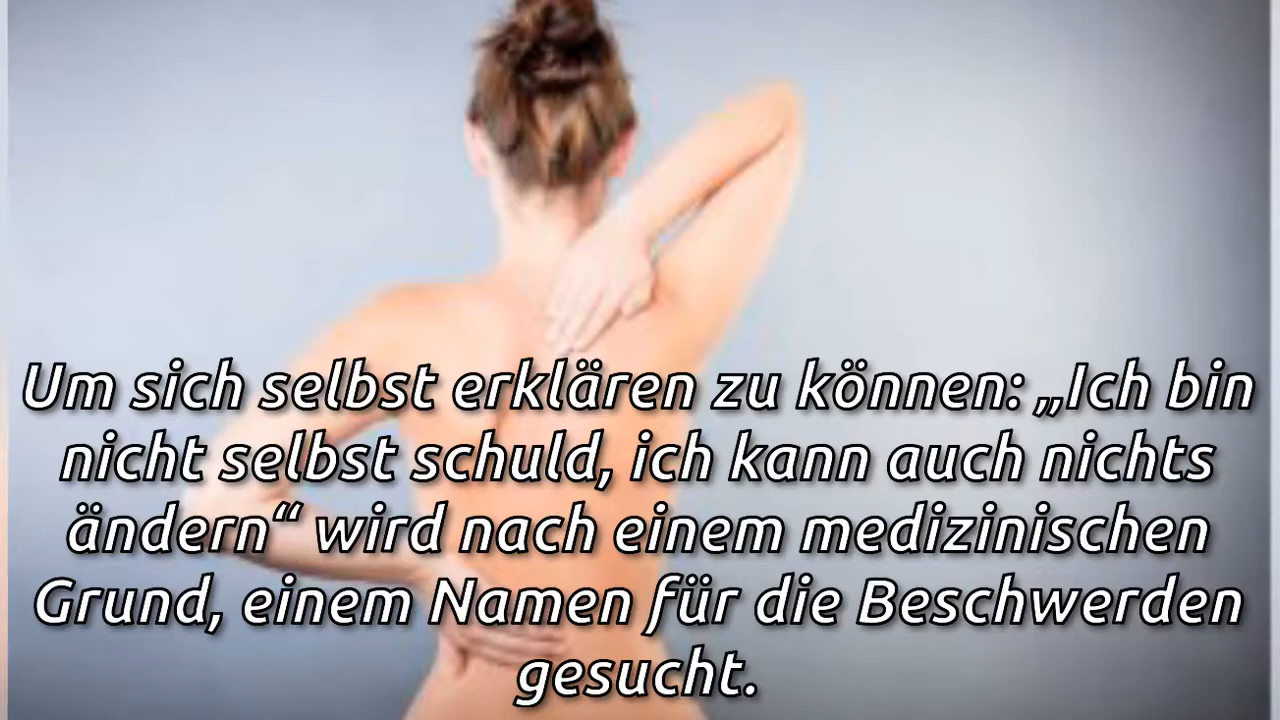 Um sich selbst erklären zu können: „Ich bin
nicht selbst schuld, ich kann auch nichts
ändern“ wird nach einem medizinischen
Grund, einem Namen für die Beschwerden
gesucht.